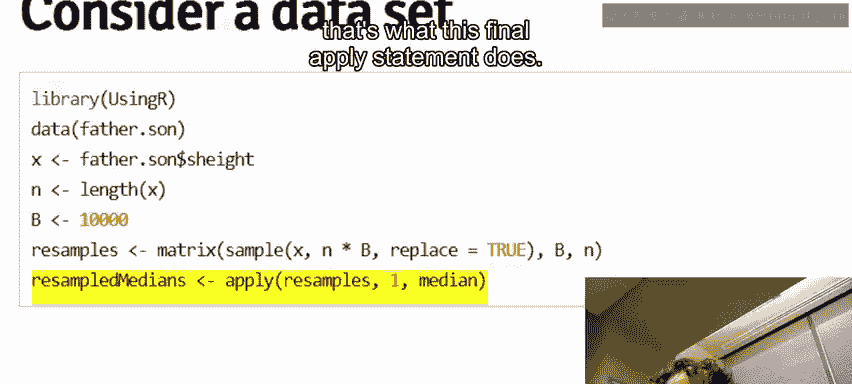 Consider a data set
that's what this final
apply statement does.
library(UsingR)
data(father.son)
x <- father.son$sheight
n <- length(x)
B <- 10000
resamples <- matrix(sample(x, n * B, replace = TRUE), B, n)
resampledMedians <- apply(resamples, 1, median)